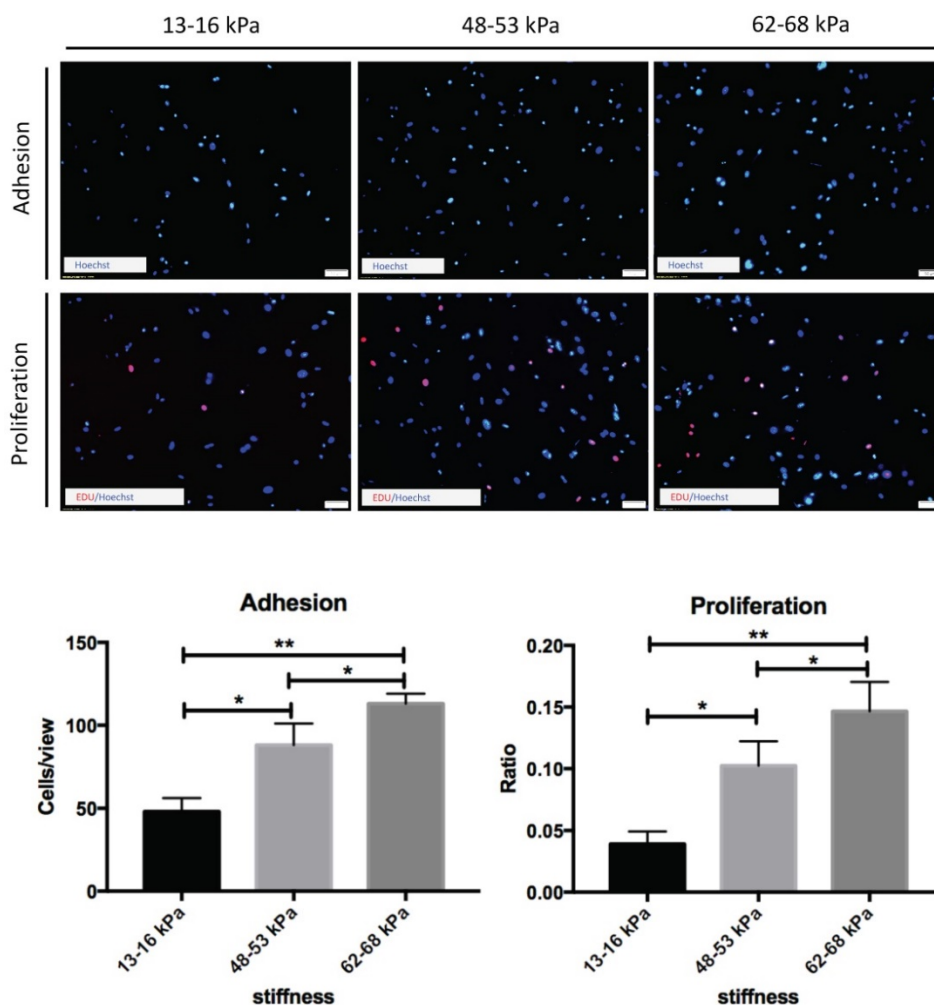 13-16 kPa
48-53 kPa
62-68 kPa
Adhesion
Hoechst
Hoechst
Hoechst
Proliferation
EDU/Hoechst
EDU/Hoechst
EDU/Hoechst
Adhesion
Cells/view
150
100
50
0
**
*
*
13-16 kPa
48-53 kPa
62-68 kPa
stiffness
Proliferation
Ratio
0.20
0.15
0.10
0.05
0.00
**
*
*
13-16 kPa
48-53 kPa
62-68 kPa
stiffness